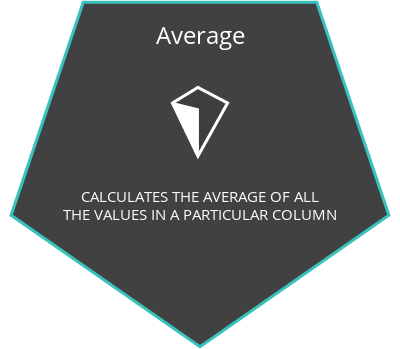 Average
CALCULATES THE AVERAGE OF ALL
THE VALUES IN A PARTICULAR COLUMN